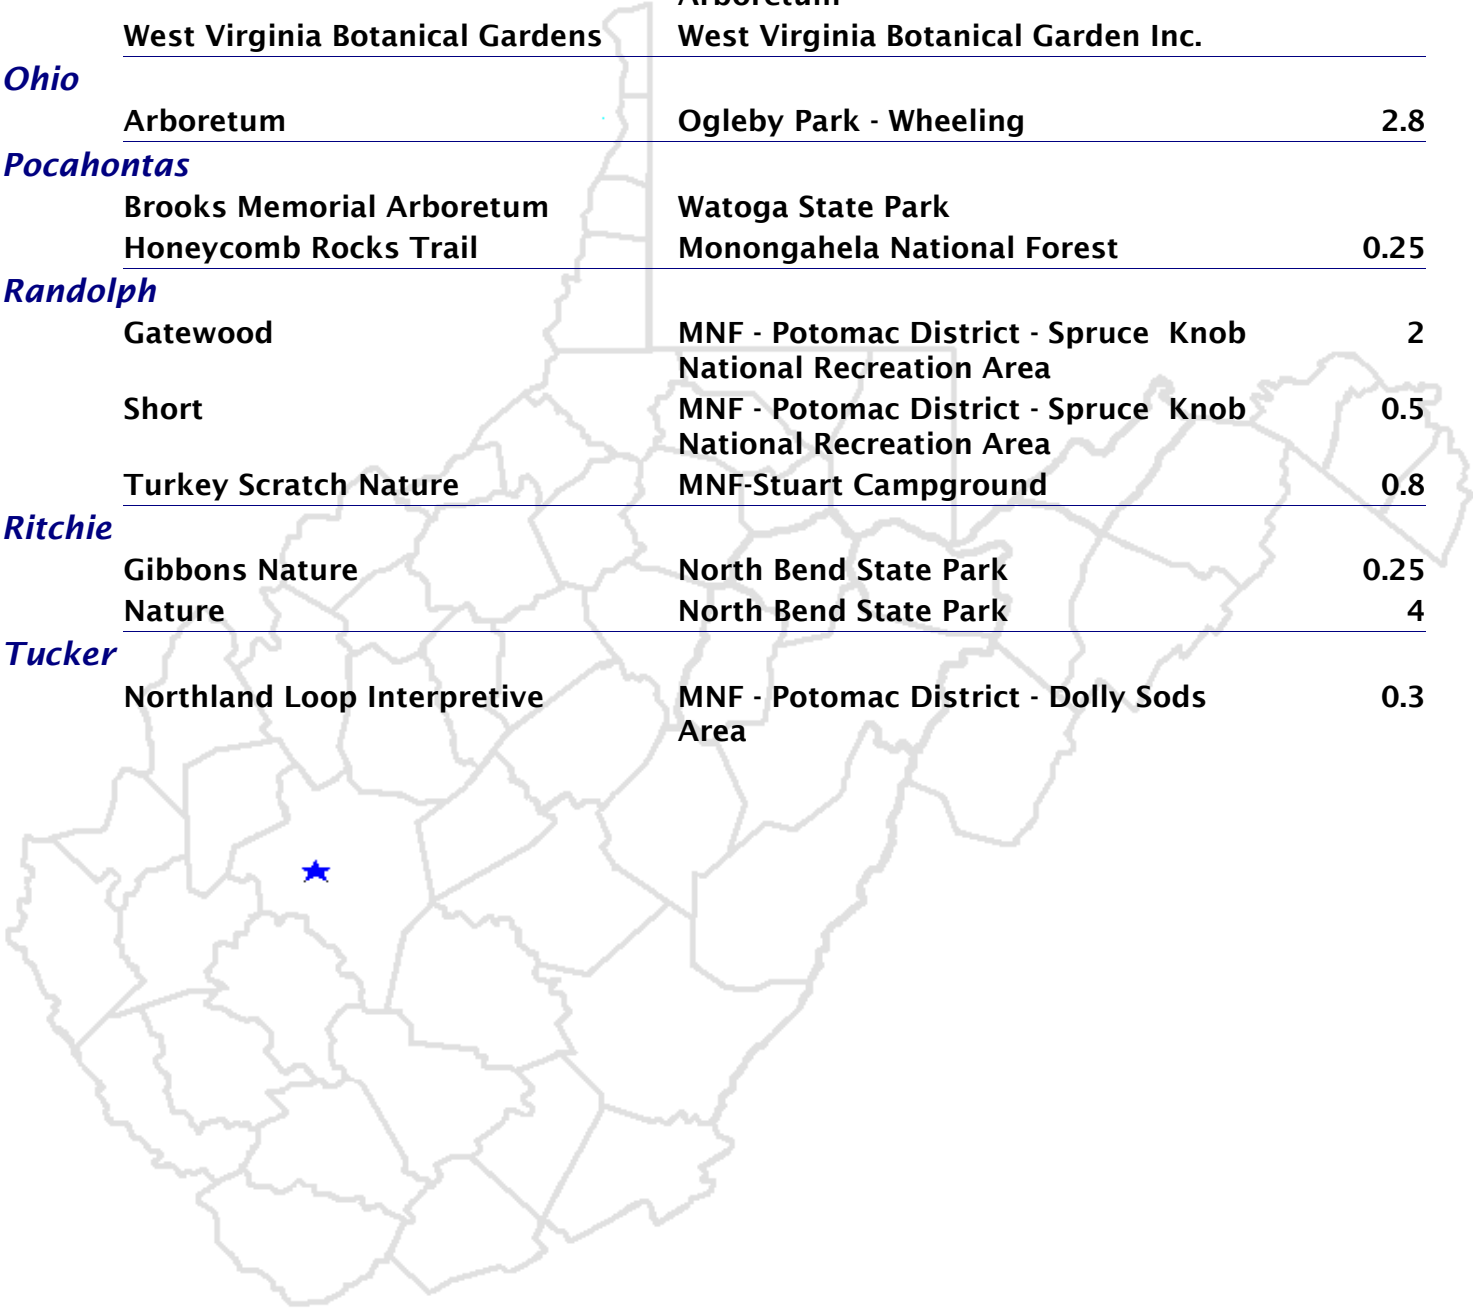 Arboretum
West Virginia Botanical Gardens West Virginia Botanical Garden Inc.
Ohio
Arboretum Ogleby Park - Wheeling 2.8
Pocahontas
Brooks Memorial Arboretum Watoga State Park
Honeycomb Rocks Trail Monongahela National Forest 0.25
Randolph
Gatewood MNF - Potomac District - Spruce Knob 2
National Recreation Area
Short MNF - Potomac District - Spruce Knob 0.5
National Recreation Area
Turkey Scratch Nature MNF-Stuart Campground 0.8
Ritchie
Gibbons Nature North Bend State Park 0.25
Nature North Bend State Park 4
Tucker
Northland Loop Interpretive MNF - Potomac District - Dolly Sods 0.3
Area